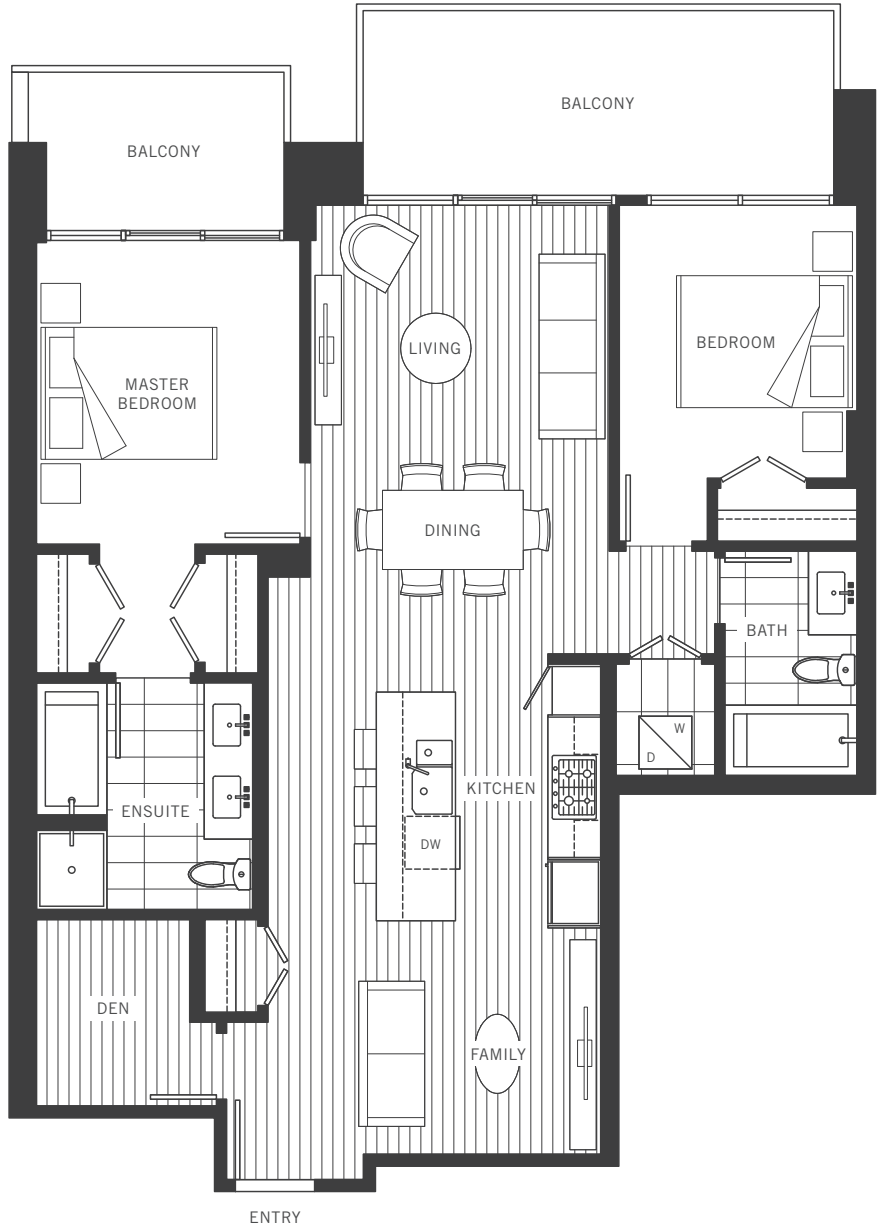 BALCONY
BALCONY
LIVING
BEDROOM
MASTER
BEDROOM
DINING
BATH
W
D
KITCHEN
ENSUITE
DW
DEN
FAMILY
ENTRY